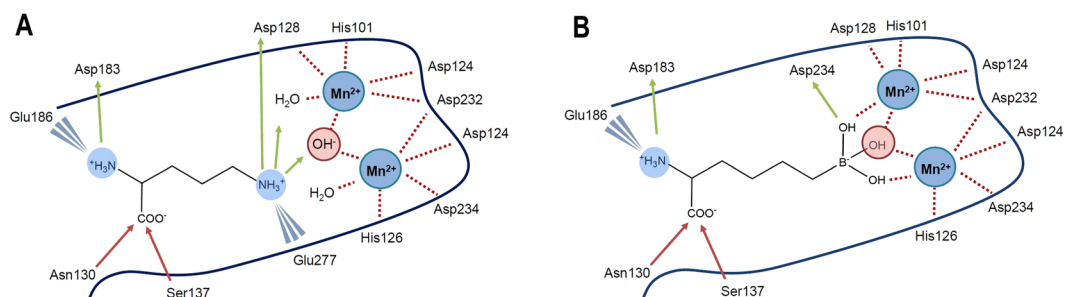 A
Asp128
His101
Asp183
Asp124
Mn²⁺
H₂O
Asp232
Glu186
OH⁻
Asp124
⁺H₃N
Mn²⁺
NH₃⁺
H₂O
COO⁻
Asp234
His126
Glu277
Asn130
Ser137
B
Asp128
His101
Asp183
Asp234
Asp124
Mn²⁺
Asp232
Glu186
OH
Asp124
OH
⁺H₃N
B⁻
Mn²⁺
OH
COO⁻
Asp234
His126
Asn130
Ser137